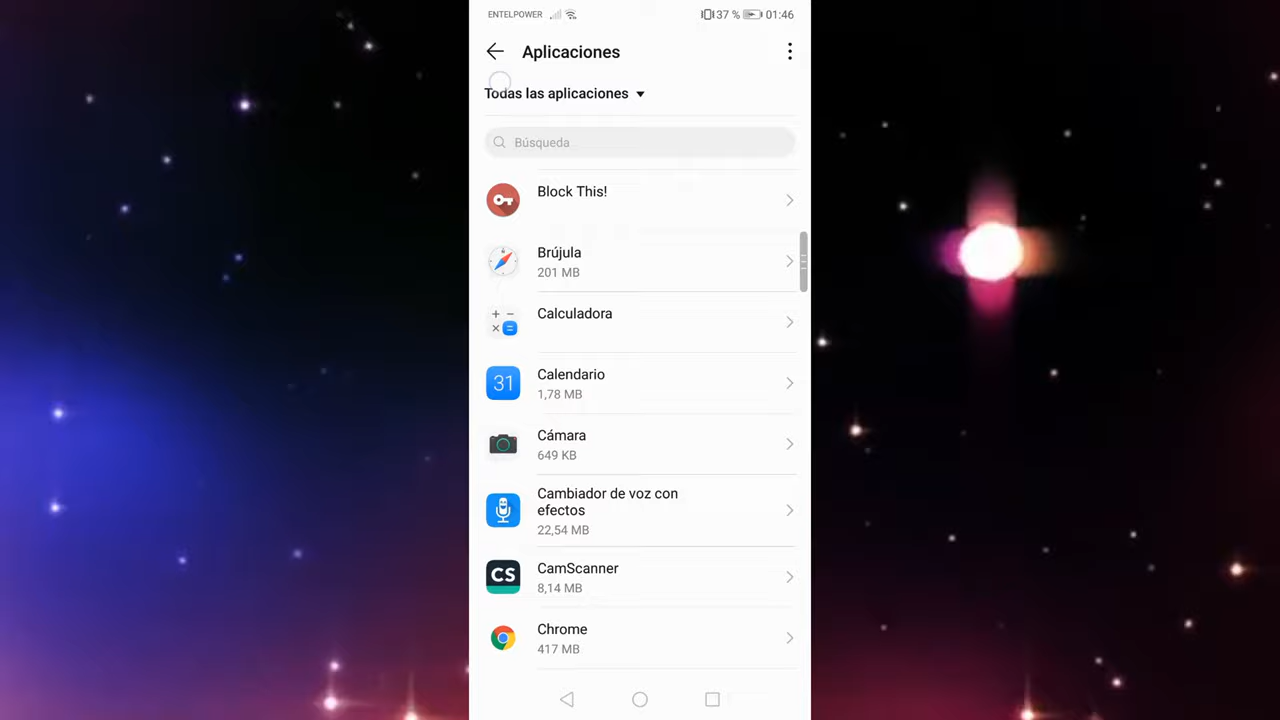 ENTELPOWER 37 % 01:46
Aplicaciones
Todas las aplicaciones
Búsqueda
Block This!
Brújula
201 MB
Calculadora
31 Calendario
1,78 MB
Cámara
649 KB
Cambiador de voz con
efectos
22,54 MB
CS CamScanner
8,14 MB
Chrome
417 MB